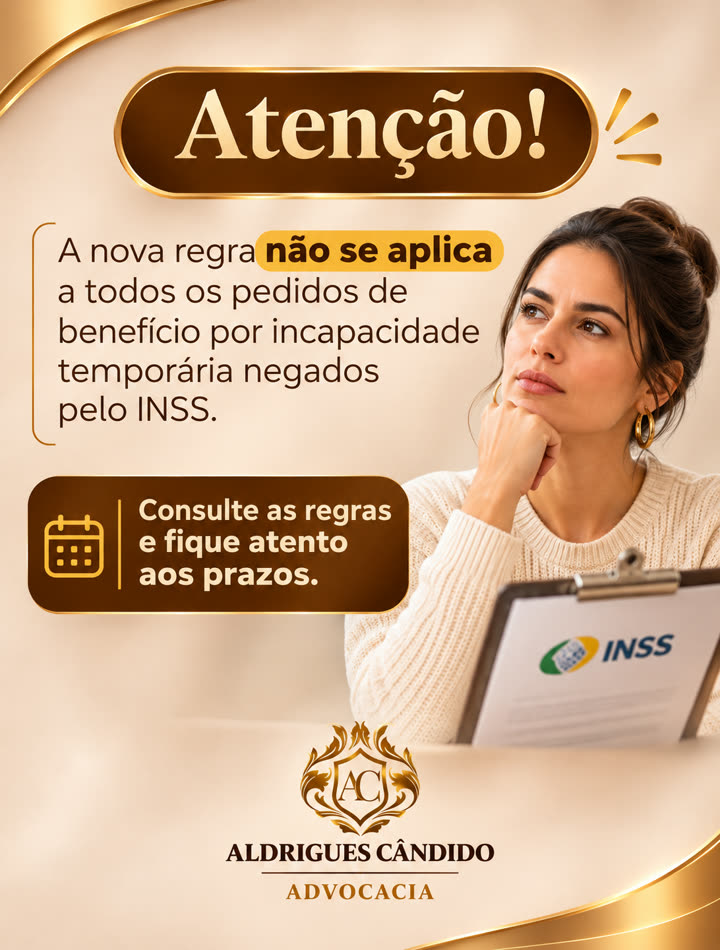 Atenção!
A nova regra não se aplica
a todos os pedidos de
benefício por incapacidade
temporária negados
pelo INSS.
Consulte as regras
e fique atento
aos prazos.
INSS
AC
ALDRIGUES CÂNDIDO
ADVOCACIA